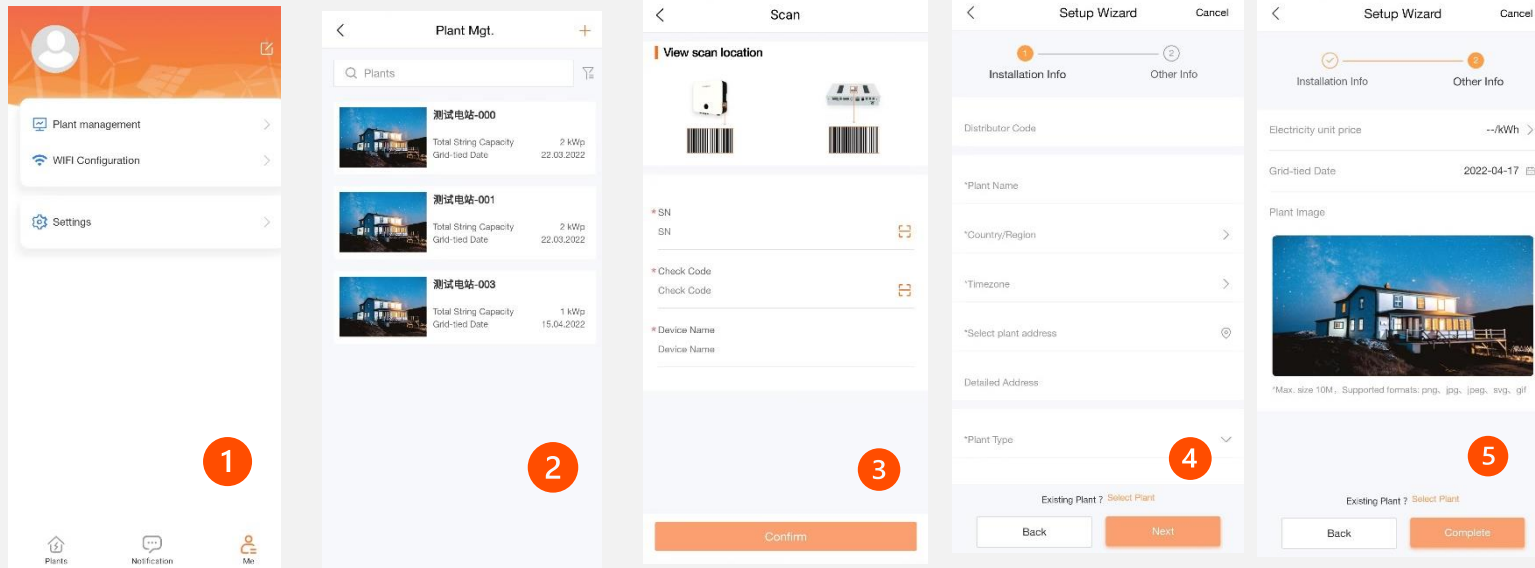 Plant management
WIFI Configuration
Settings
1
Plants
Notification
Me
Plant Mgt.
Plants
测试电站-000
Total String Capacity 2 kWp
Grid-tied Date 22.03.2022
测试电站-001
Total String Capacity 2 kWp
Grid-tied Date 22.03.2022
测试电站-003
Total String Capacity 1 kWp
Grid-tied Date 15.04.2022
2
Scan
View scan location
* SN
SN
* Check Code
Check Code
* Device Name
Device Name
3
Confirm
Setup Wizard Cancel
1 2
Installation Info Other Info
Distributor Code
*Plant Name
*Country/Region
*Timezone
*Select plant address
Detailed Address
*Plant Type
4
Existing Plant ? Select Plant
Back Next
Setup Wizard Cancel
2
Installation Info Other Info
Electricity unit price --/kWh
Grid-tied Date 2022-04-17
Plant Image
*Max. size 10M，Supported formats: png、jpg、jpeg、svg、gif
5
Existing Plant ? Select Plant
Back Complete